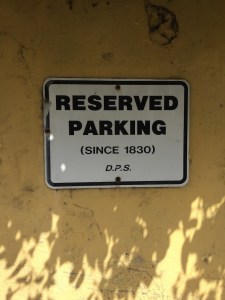 RESERVED
PARKING
(SINCE 1830)
D.P.S.